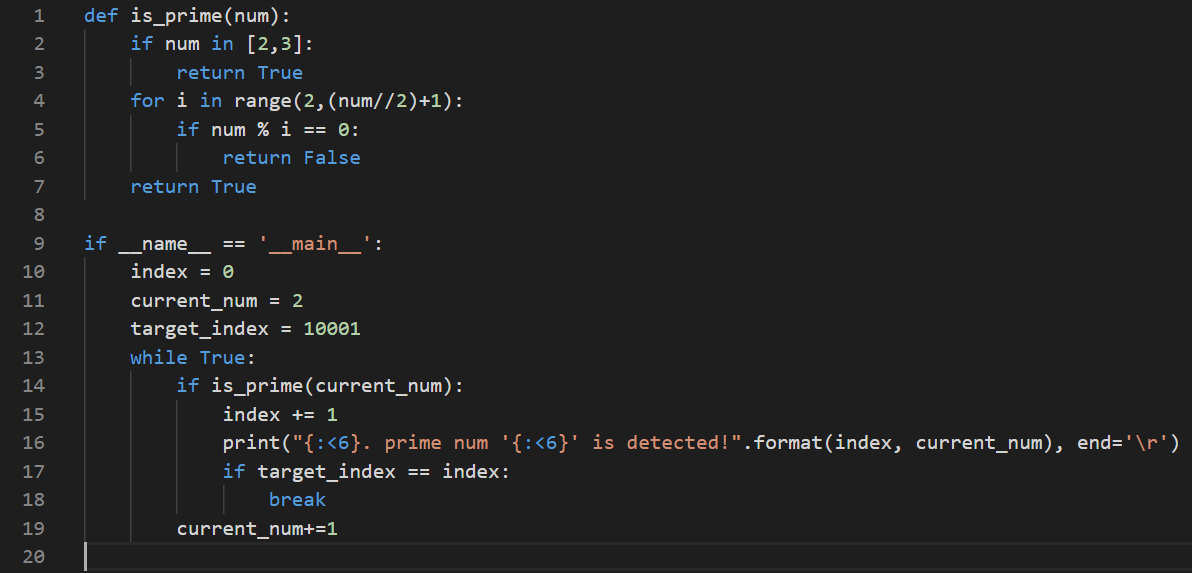 1 def is_prime(num):
2     if num in [2,3]:
3         return True
4     for i in range(2,(num//2)+1):
5         if num % i == 0:
6             return False
7     return True
8
9 if __name__ == '__main__':
10     index = 0
11     current_num = 2
12     target_index = 10001
13     while True:
14         if is_prime(current_num):
15             index += 1
16             print("{:<6}. prime num '{:<6}' is detected!".format(index, current_num), end='\r')
17             if target_index == index:
18                 break
19         current_num+=1
20